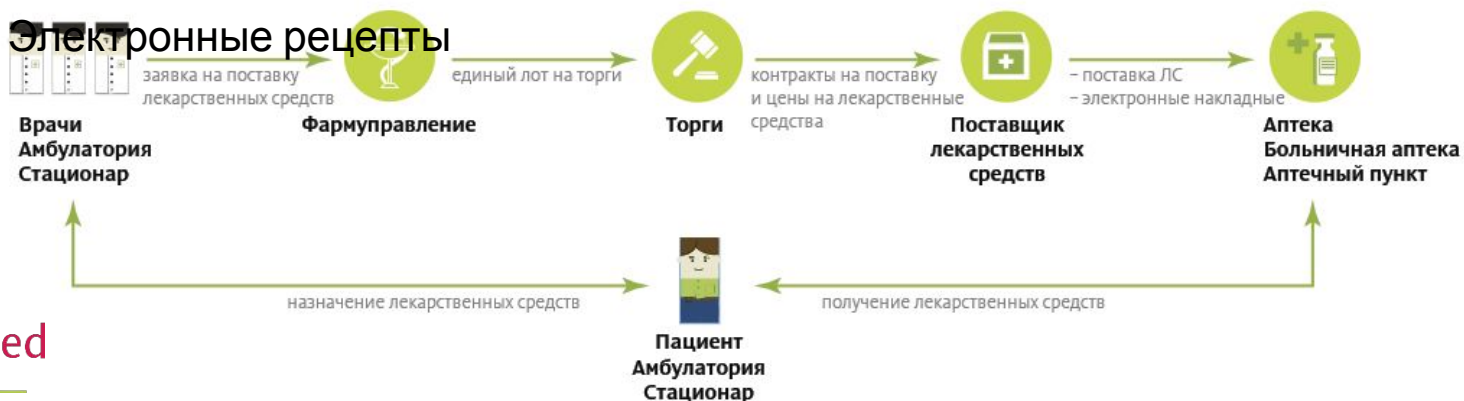 Электронные рецепты
заявка на поставку
лекарственных средств
единый лот на торги
контракты на поставку
и цены на лекарственные
средства
– поставка ЛС
– электронные накладные
Врачи
Амбулатория
Стационар
Фармуправление
Торги
Поставщик
лекарственных
средств
Аптека
Больничная аптека
Аптечный пункт
назначение лекарственных средств
получение лекарственных средств
Пациент
Амбулатория
Стационар
ed